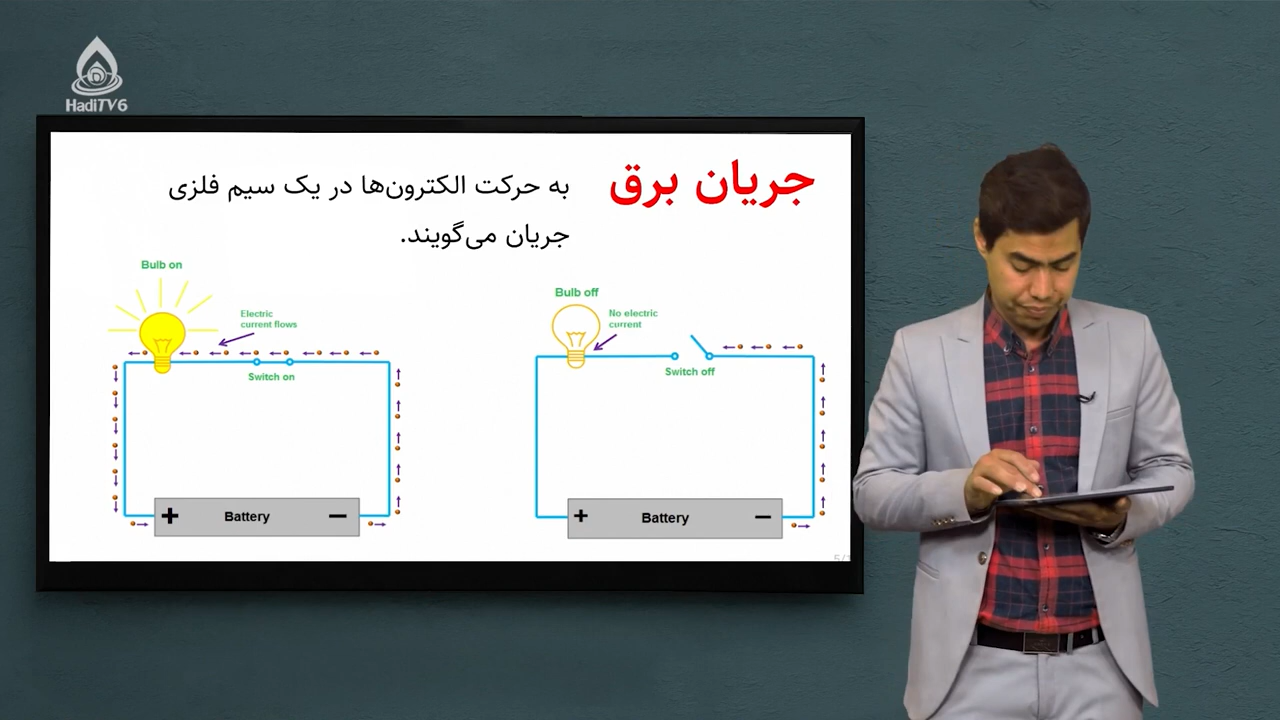 HadiTV6
جریان برق
به حرکت الکترون‌ها در یک سیم فلزی
جریان می‌گویند.
Bulb on
Electric
current flows
Switch on
+ Battery −
Bulb off
No electric
current
Switch off
+ Battery −